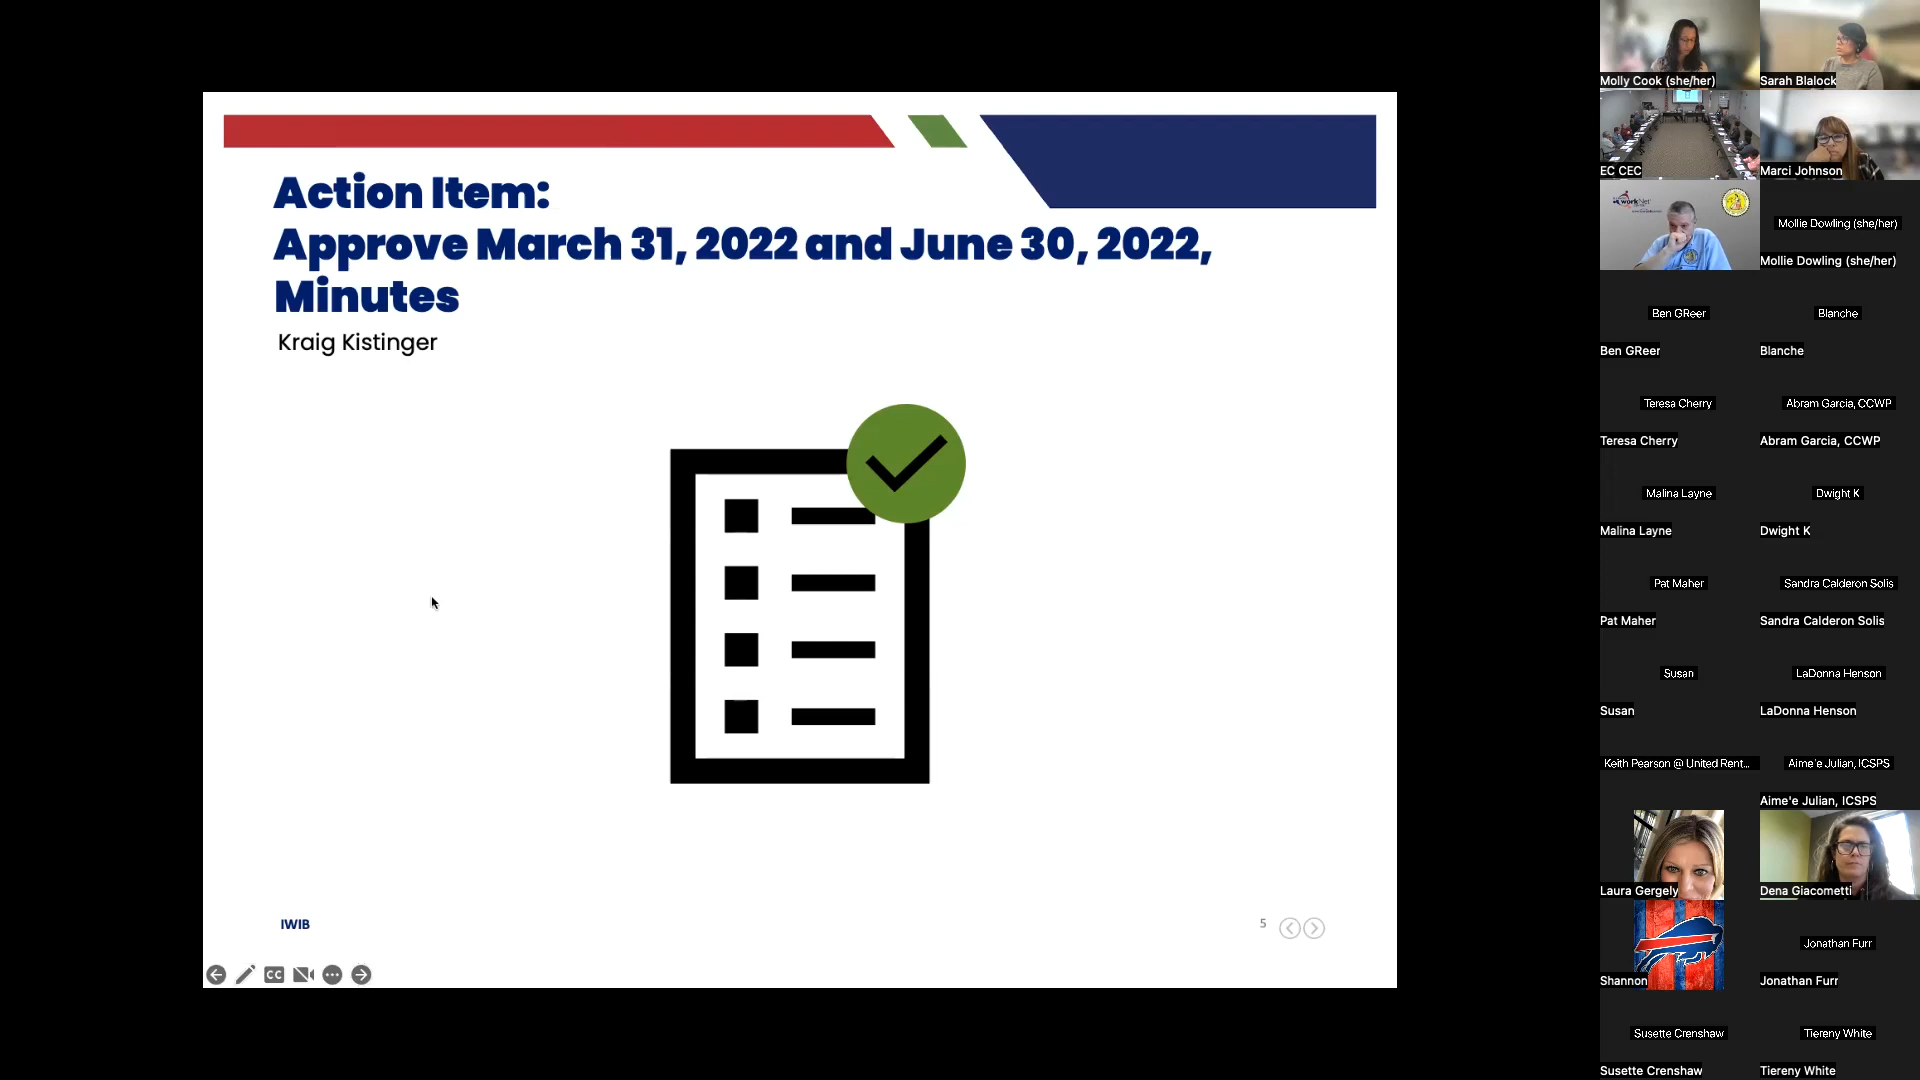 Action Item:
Approve March 31, 2022 and June 30, 2022,
Minutes
Kraig Kistinger
IWIB
5
CC
Molly Cook (she/her)
Sarah Blalock
EC CEC
Marci Johnson
workNet
Mollie Dowling (she/her)
Mollie Dowling (she/her)
Ben GReer
Ben GReer
Blanche
Blanche
Teresa Cherry
Teresa Cherry
Abram Garcia, CCWP
Abram Garcia, CCWP
Malina Layne
Malina Layne
Dwight K
Dwight K
Pat Maher
Pat Maher
Sandra Calderon Solis
Sandra Calderon Solis
Susan
Susan
LaDonna Henson
LaDonna Henson
Keith Pearson @ United Rent...
Aime'e Julian, ICSPS
Aime'e Julian, ICSPS
Laura Gergely
Dena Giacometti
Shannon
Jonathan Furr
Jonathan Furr
Susette Crenshaw
Susette Crenshaw
Tiereny White
Tiereny White